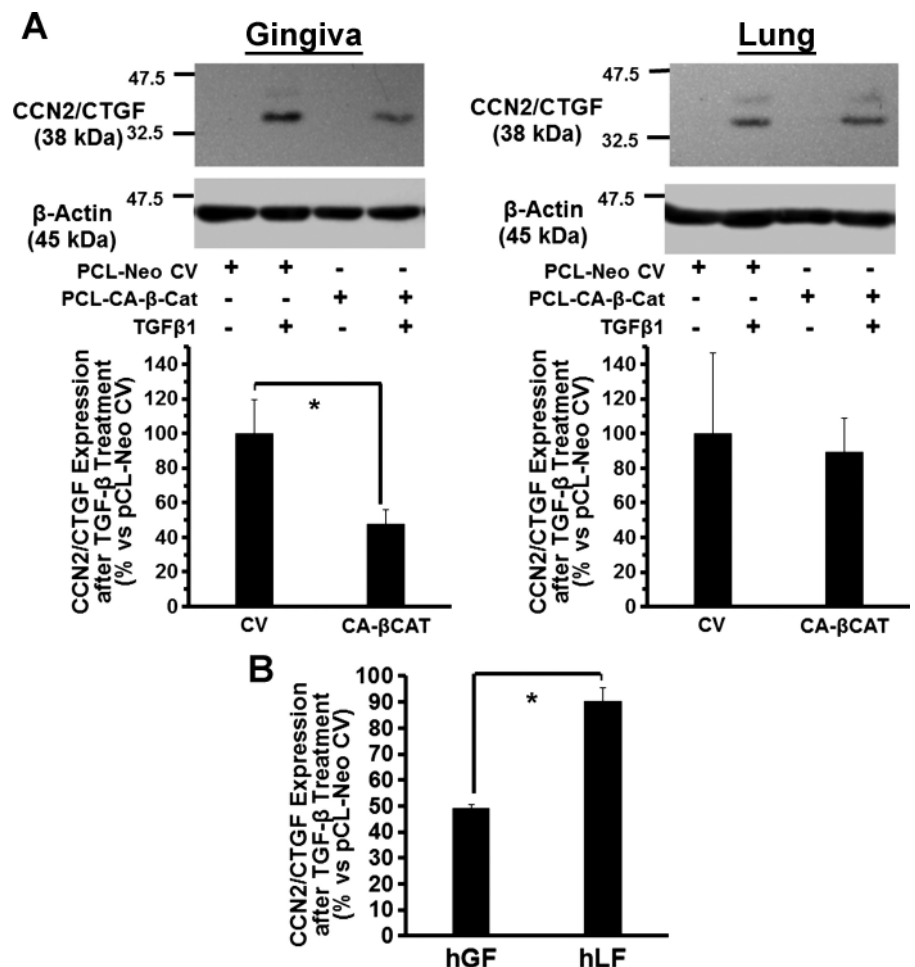 A
Gingiva
Lung
47.5
CCN2/CTGF
(38 kDa)
32.5
47.5
β-Actin
(45 kDa)
47.5
CCN2/CTGF
(38 kDa)
32.5
47.5
β-Actin
(45 kDa)
PCL-Neo CV + + - -
PCL-CA-β-Cat - - + +
TGFβ1 - + - +
PCL-Neo CV + + - -
PCL-CA-β-Cat - - + +
TGFβ1 - + - +
CCN2/CTGF Expression
after TGF-β Treatment
(% vs pCL-Neo CV)
140
120
100
80
60
40
20
0
*
CV CA-βCAT
CCN2/CTGF Expression
after TGF-β Treatment
(% vs pCL-Neo CV)
140
120
100
80
60
40
20
0
CV CA-βCAT
B
CCN2/CTGF Expression
after TGF-β Treatment
(% vs pCL-Neo CV)
100
90
80
70
60
50
40
30
20
10
0
*
hGF hLF